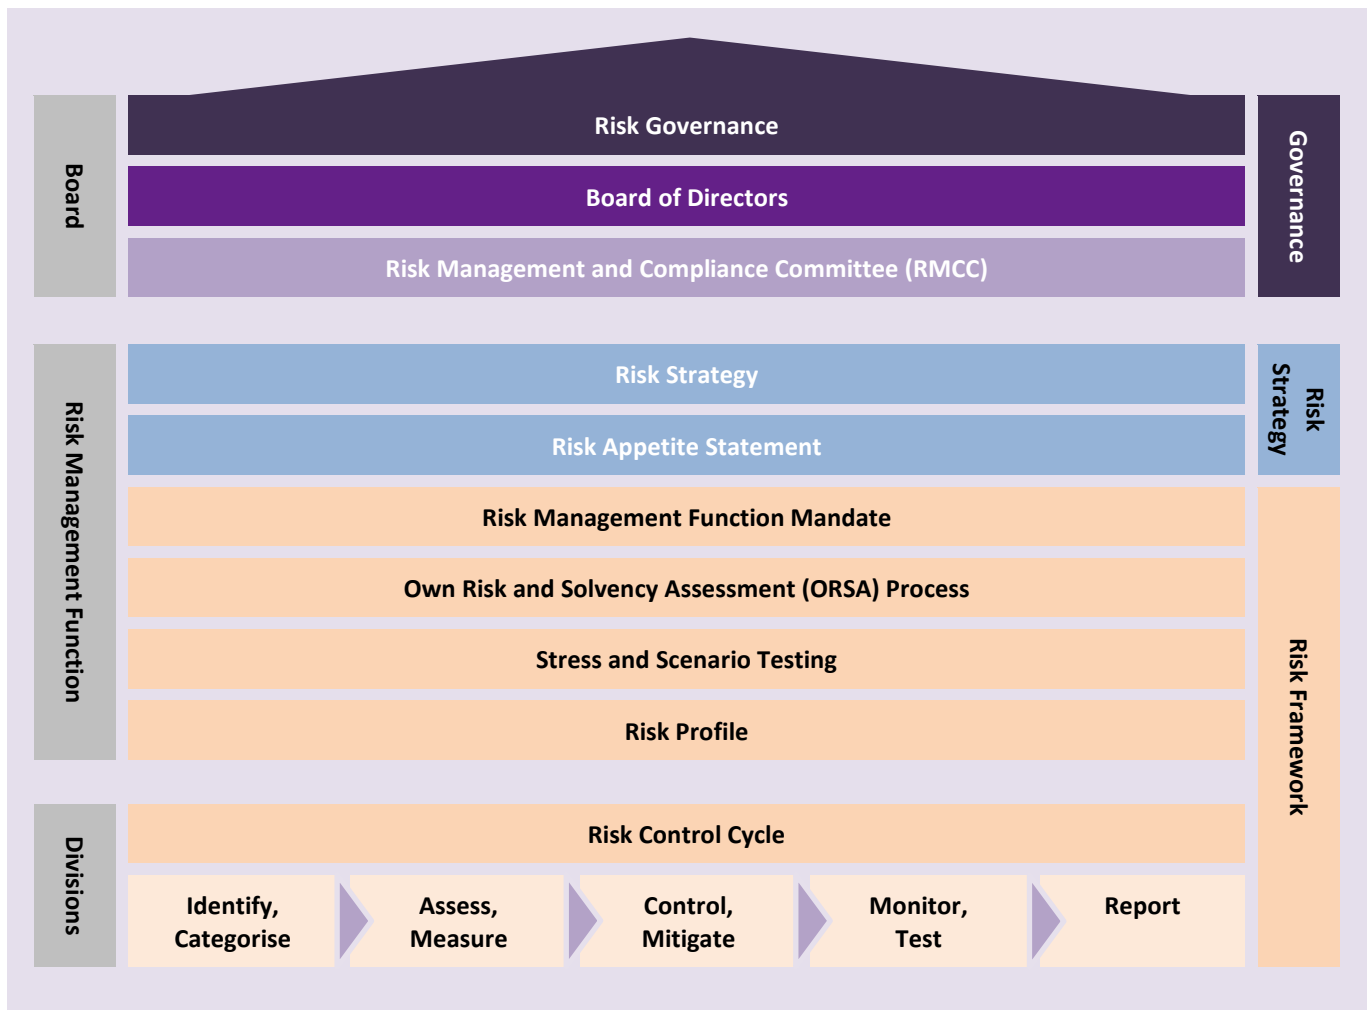 Board
Risk Governance
Board of Directors
Risk Management and Compliance Committee (RMCC)
Governance
Risk Management Function
Risk Strategy
Risk Appetite Statement
Risk
Strategy
Risk Management Function Mandate
Own Risk and Solvency Assessment (ORSA) Process
Stress and Scenario Testing
Risk Profile
Risk Framework
Divisions
Risk Control Cycle
Identify,
Categorise
Assess,
Measure
Control,
Mitigate
Monitor,
Test
Report